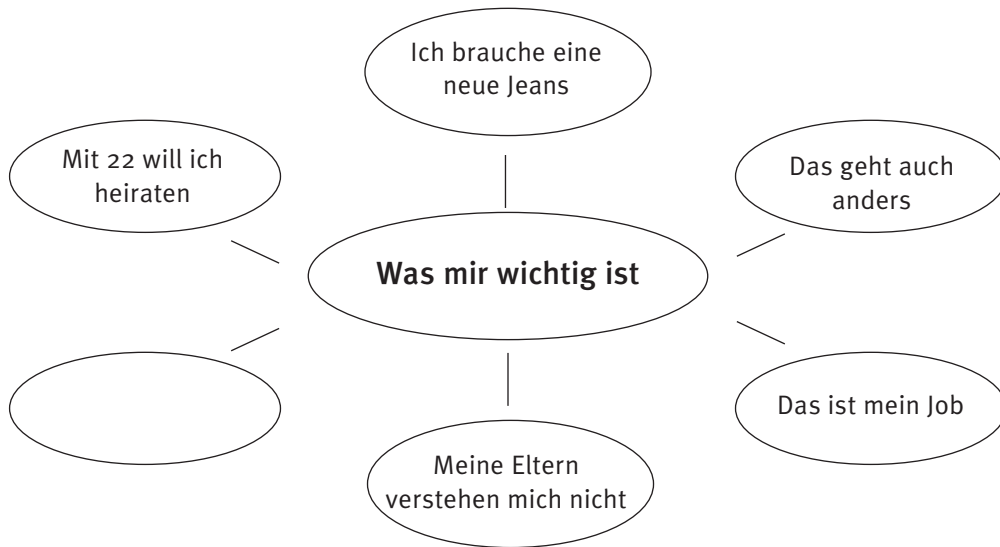 Ich brauche eine
neue Jeans
Mit 22 will ich
heiraten
Das geht auch
anders
Was mir wichtig ist
Das ist mein Job
Meine Eltern
verstehen mich nicht